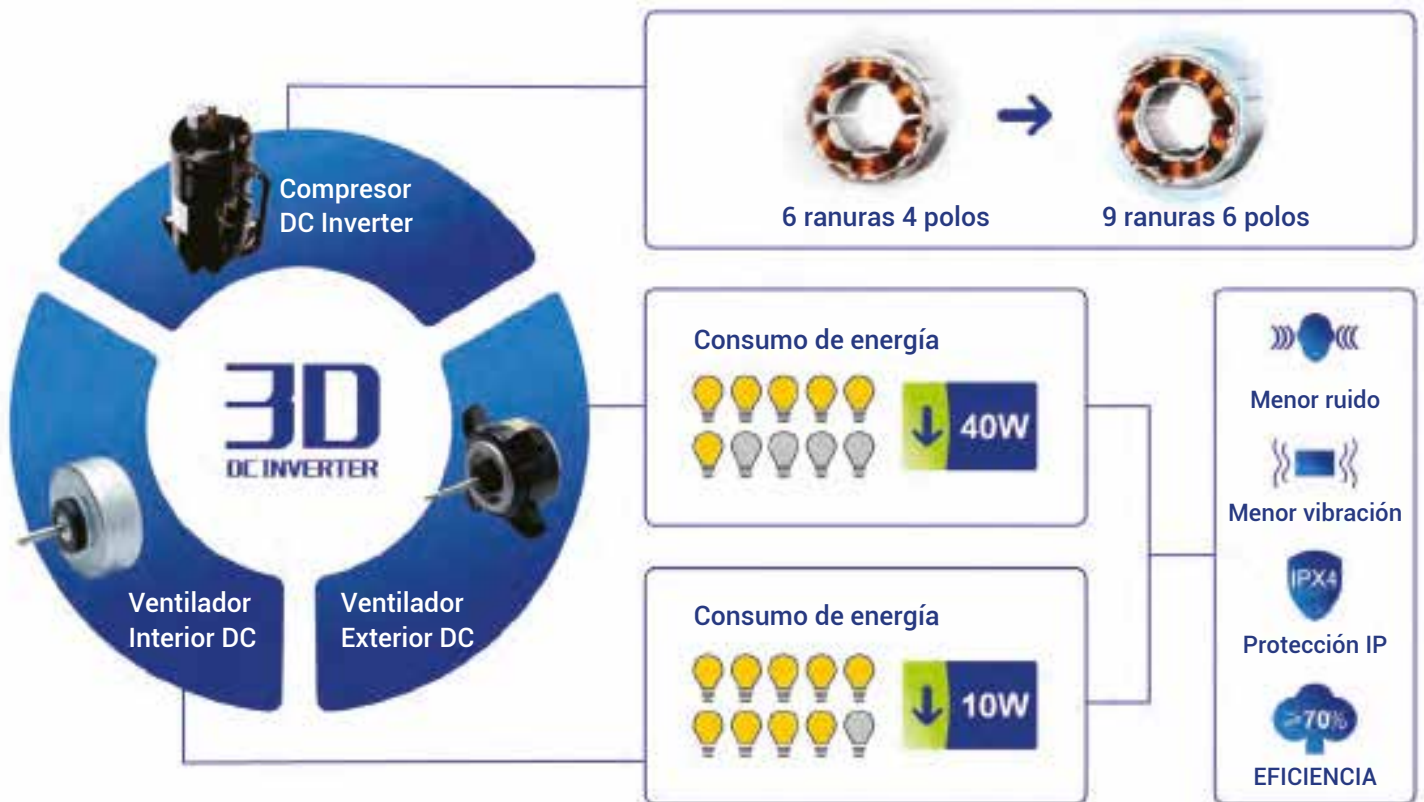 Compresor
DC Inverter
6 ranuras 4 polos
9 ranuras 6 polos
3D
DC INVERTER
Ventilador
Interior DC
Ventilador
Exterior DC
Consumo de energía
40W
Consumo de energía
10W
Menor ruido
Menor vibración
IPX4
Protección IP
≥70%
EFICIENCIA